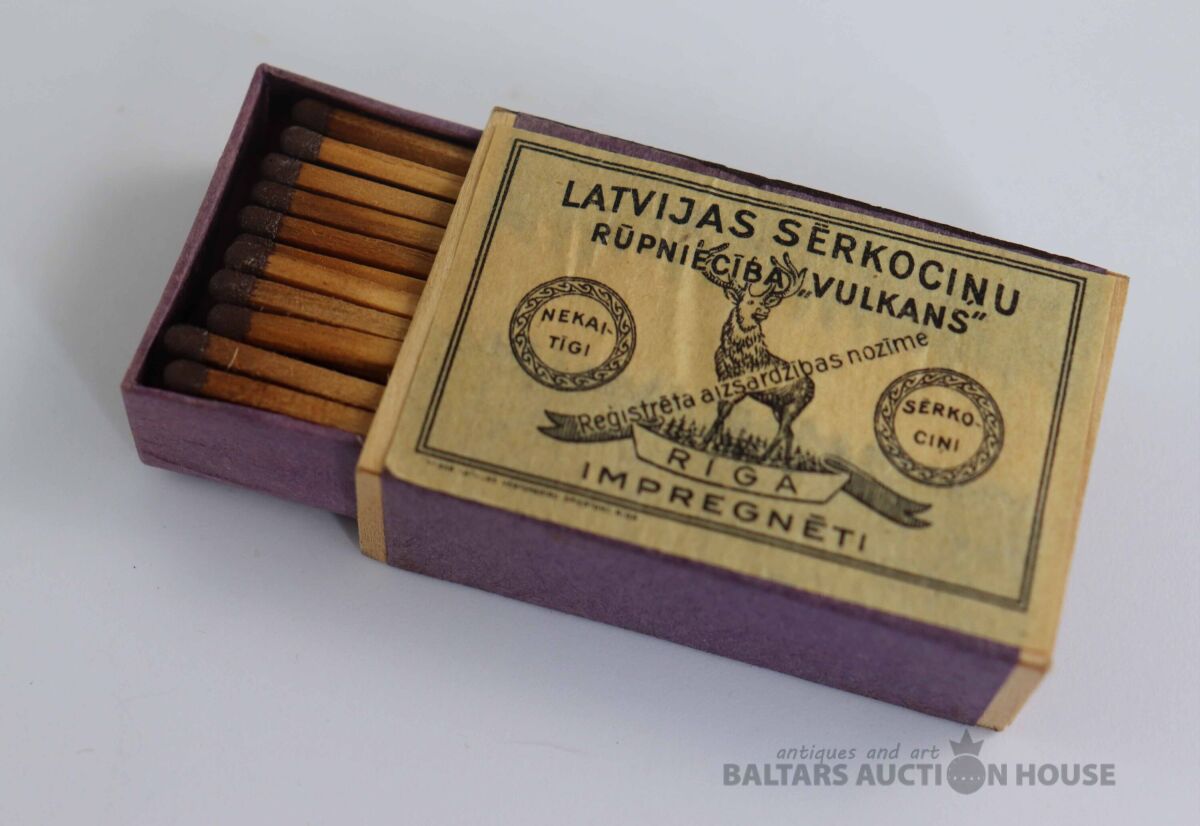 LATVIJAS SĒRKOCIŅU
RŪPNIECĪBA „VULKANS"
NEKAI-
TĪGI
Reģistrēta aizsardzības nozīme
SĒRKO-
CIŅI
RĪGA
IMPREGNĒTI
antiques and art
BALTARS AUCTION HOUSE